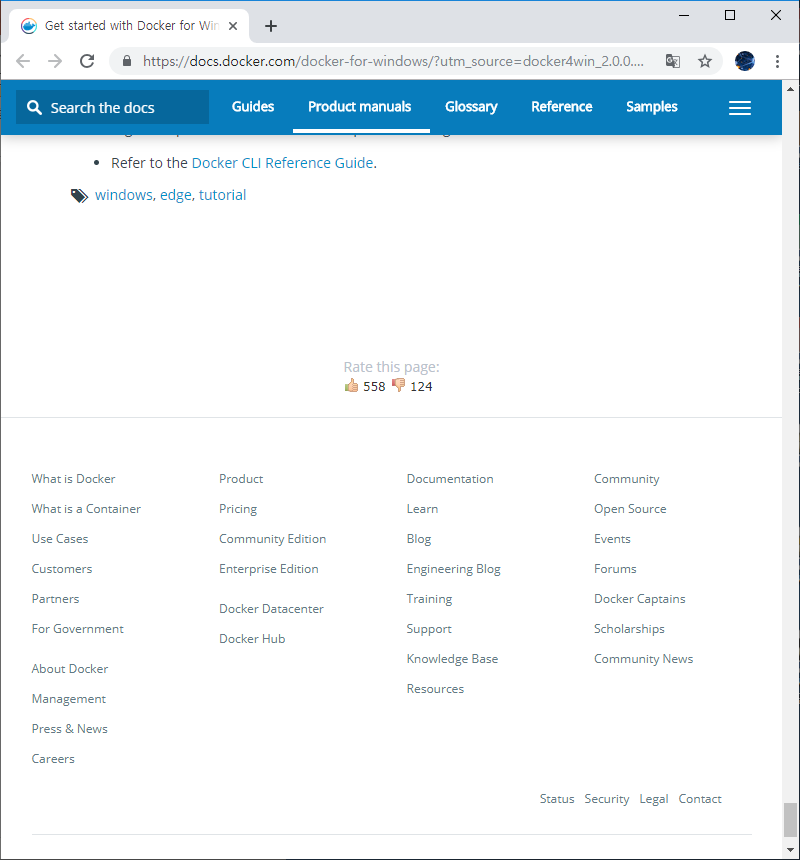 Get started with Docker for Win
https://docs.docker.com/docker-for-windows/?utm_source=docker4win_2.0.0....
Search the docs Guides Product manuals Glossary Reference Samples
• Refer to the Docker CLI Reference Guide.
windows, edge, tutorial
Rate this page:
558 124
What is Docker
What is a Container
Use Cases
Customers
Partners
For Government
About Docker
Management
Press & News
Careers
Product
Pricing
Community Edition
Enterprise Edition
Docker Datacenter
Docker Hub
Documentation
Learn
Blog
Engineering Blog
Training
Support
Knowledge Base
Resources
Community
Open Source
Events
Forums
Docker Captains
Scholarships
Community News
Status Security Legal Contact